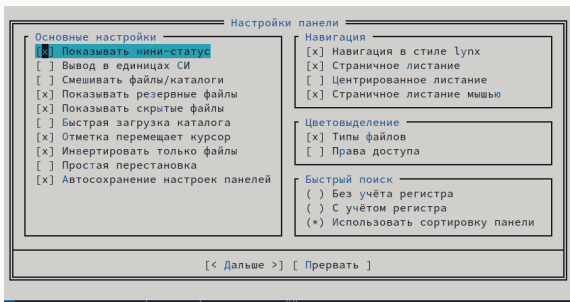 Настройки панели
Основные настройки
[x] Показывать мини-статус
[ ] Вывод в единицах СИ
[ ] Смешивать файлы/каталоги
[x] Показывать резервные файлы
[x] Показывать скрытые файлы
[ ] Быстрая загрузка каталога
[x] Отметка перемещает курсор
[x] Инвертировать только файлы
[ ] Простая перестановка
[x] Автосохранение настроек панелей
Навигация
[x] Навигация в стиле lynx
[x] Страничное листание
[ ] Центрированное листание
[x] Страничное листание мышью
Цветовыделение
[x] Типы файлов
[ ] Права доступа
Быстрый поиск
( ) Без учёта регистра
( ) С учётом регистра
(*) Использовать сортировку панели
[< Дальше >] [ Прервать ]